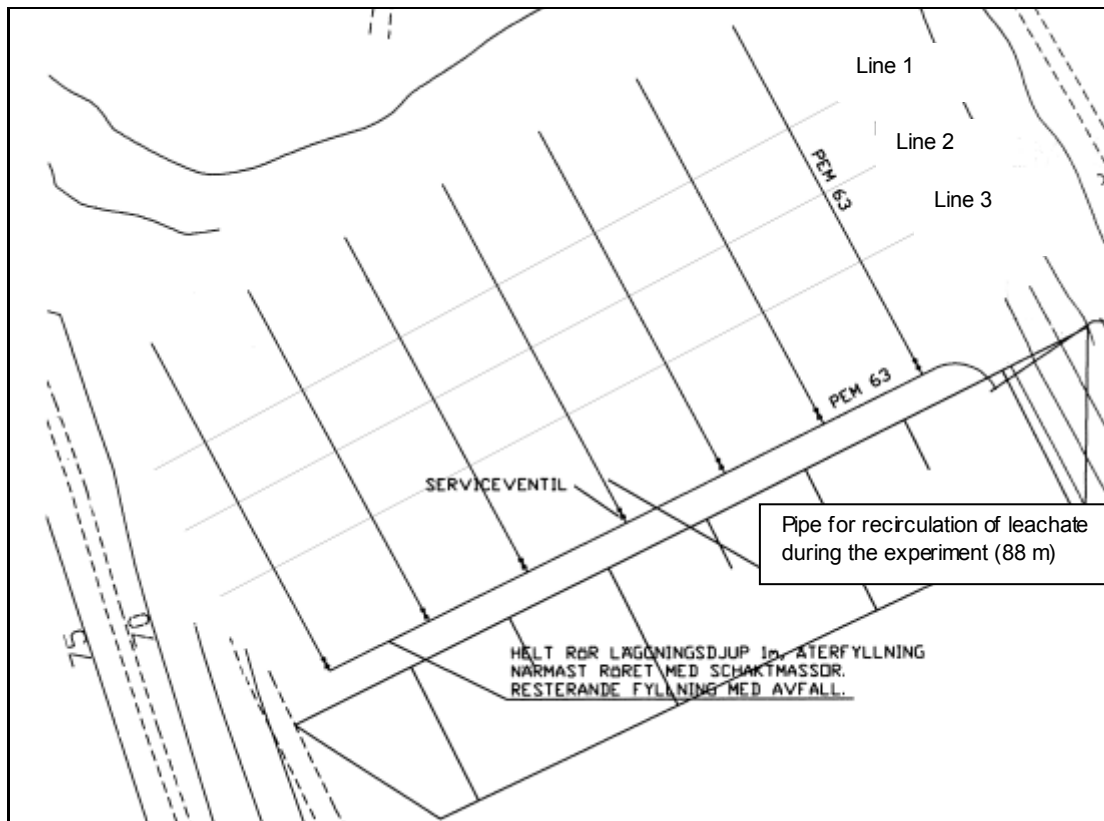 Line 1
Line 2
Line 3
PEM 63
PEM 63
SERVICEVENTIL
Pipe for recirculation of leachate
during the experiment (88 m)
HELT RÖR LÄGGNINGSDJUP 1m, ÅTERFYLLNING
NÄRMAST RÖRET MED SCHAKTMASSOR.
RESTERANDE FYLLNING MED AVFALL.
75
70